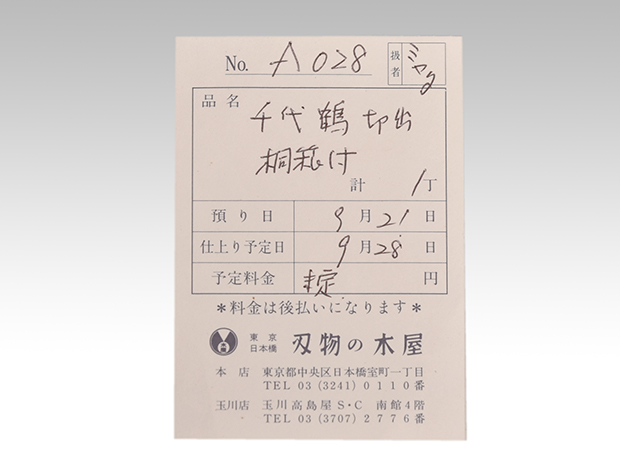 No. A028
扱者 ミヤタ
品名
千代鶴 切出
桐箱付
計 1丁
預り日 9月21日
仕上り予定日 9月28日
予定料金 未定 円
＊料金は後払いになります＊
東京
日本橋 刃物の木屋
本店 東京都中央区日本橋室町一丁目
TEL 03 (3241) 0110番
玉川店 玉川高島屋S・C 南館4階
TEL 03 (3707) 2776番